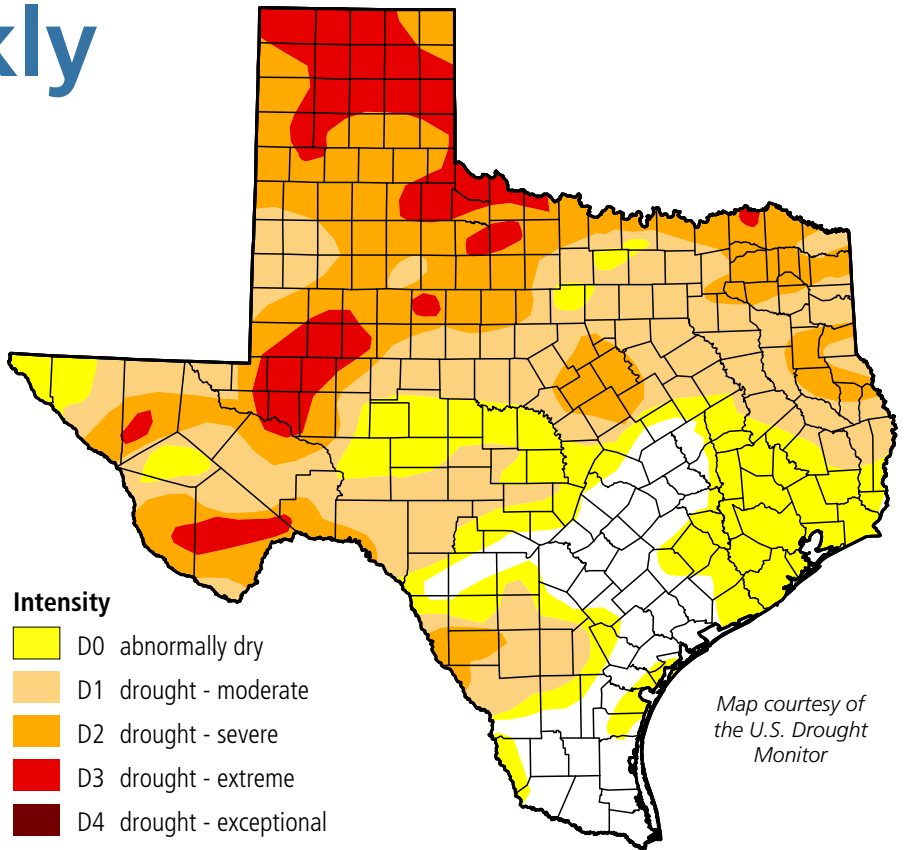 kly
Intensity
D0 abnormally dry
D1 drought - moderate
D2 drought - severe
D3 drought - extreme
D4 drought - exceptional
Map courtesy of
the U.S. Drought
Monitor